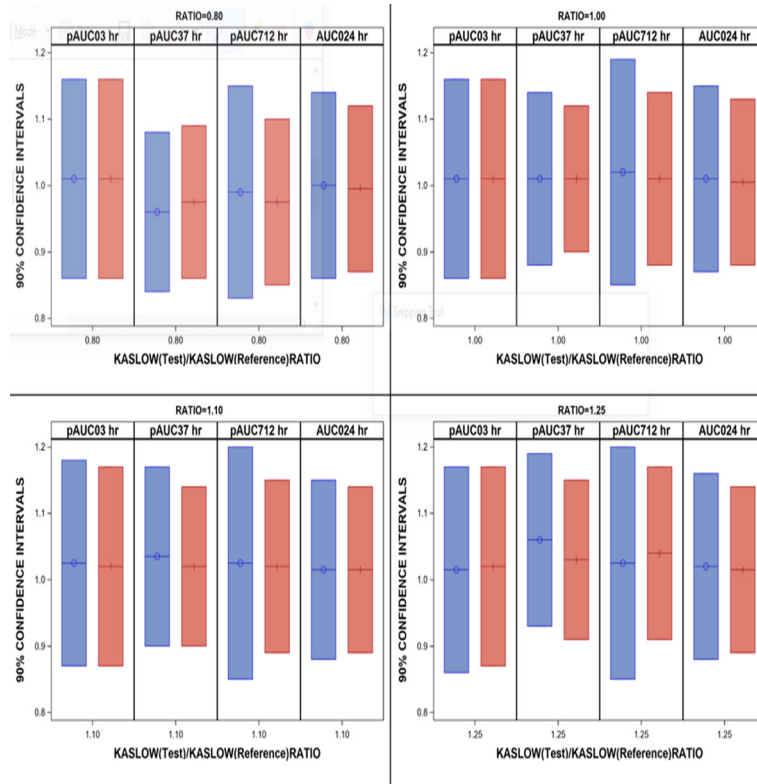 Mode
RATIO=0.80
pAUC03 hr pAUC37 hr pAUC712 hr AUC024 hr
90% CONFIDENCE INTERVALS
1.2
1.1
1.0
0.9
0.8
0.80 0.80 0.80 0.80
KASLOW(Test)/KASLOW(Reference)RATIO
RATIO=1.00
pAUC03 hr pAUC37 hr pAUC712 hr AUC024 hr
90% CONFIDENCE INTERVALS
1.2
1.1
1.0
0.9
0.8
Snipping Tool
1.00 1.00 1.00 1.00
KASLOW(Test)/KASLOW(Reference)RATIO
RATIO=1.10
pAUC03 hr pAUC37 hr pAUC712 hr AUC024 hr
90% CONFIDENCE INTERVALS
1.2
1.1
1.0
0.9
0.8
1.10 1.10 1.10 1.10
KASLOW(Test)/KASLOW(Reference)RATIO
RATIO=1.25
pAUC03 hr pAUC37 hr pAUC712 hr AUC024 hr
90% CONFIDENCE INTERVALS
1.2
1.1
1.0
0.9
0.8
1.25 1.25 1.25 1.25
KASLOW(Test)/KASLOW(Reference)RATIO